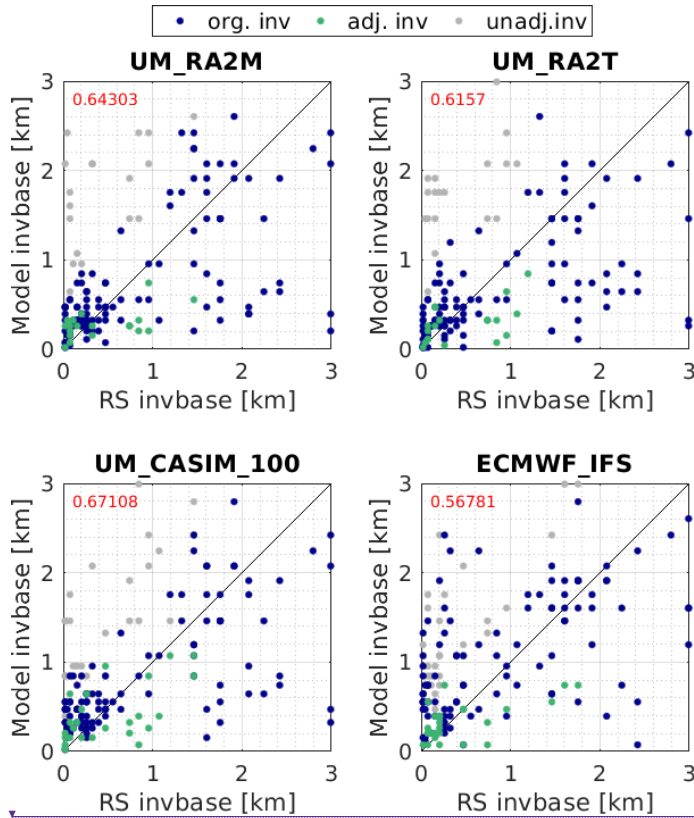 org. inv adj. inv unadj.inv
UM_RA2M
0.64303
Model invbase [km]
3
2
1
0
0 1 2 3
RS invbase [km]
UM_RA2T
0.6157
Model invbase [km]
3
2
1
0
0 1 2 3
RS invbase [km]
UM_CASIM_100
0.67108
Model invbase [km]
3
2
1
0
0 1 2 3
RS invbase [km]
ECMWF_IFS
0.56781
Model invbase [km]
3
2
1
0
0 1 2 3
RS invbase [km]